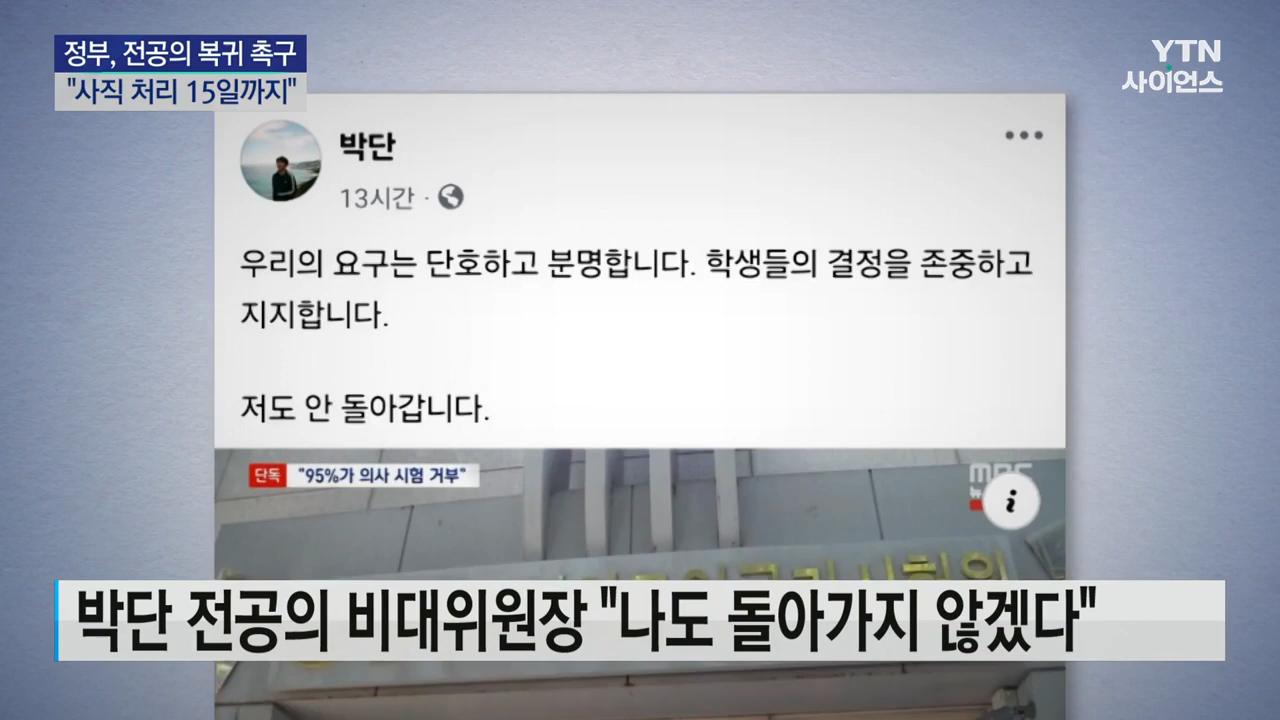 정부, 전공의 복귀 촉구
"사직 처리 15일까지"
YTN
사이언스
박단
13시간 ·
우리의 요구는 단호하고 분명합니다. 학생들의 결정을 존중하고
지지합니다.
저도 안 돌아갑니다.
단독 "95%가 의사 시험 거부"
MBC
박단 전공의 비대위원장 "나도 돌아가지 않겠다"